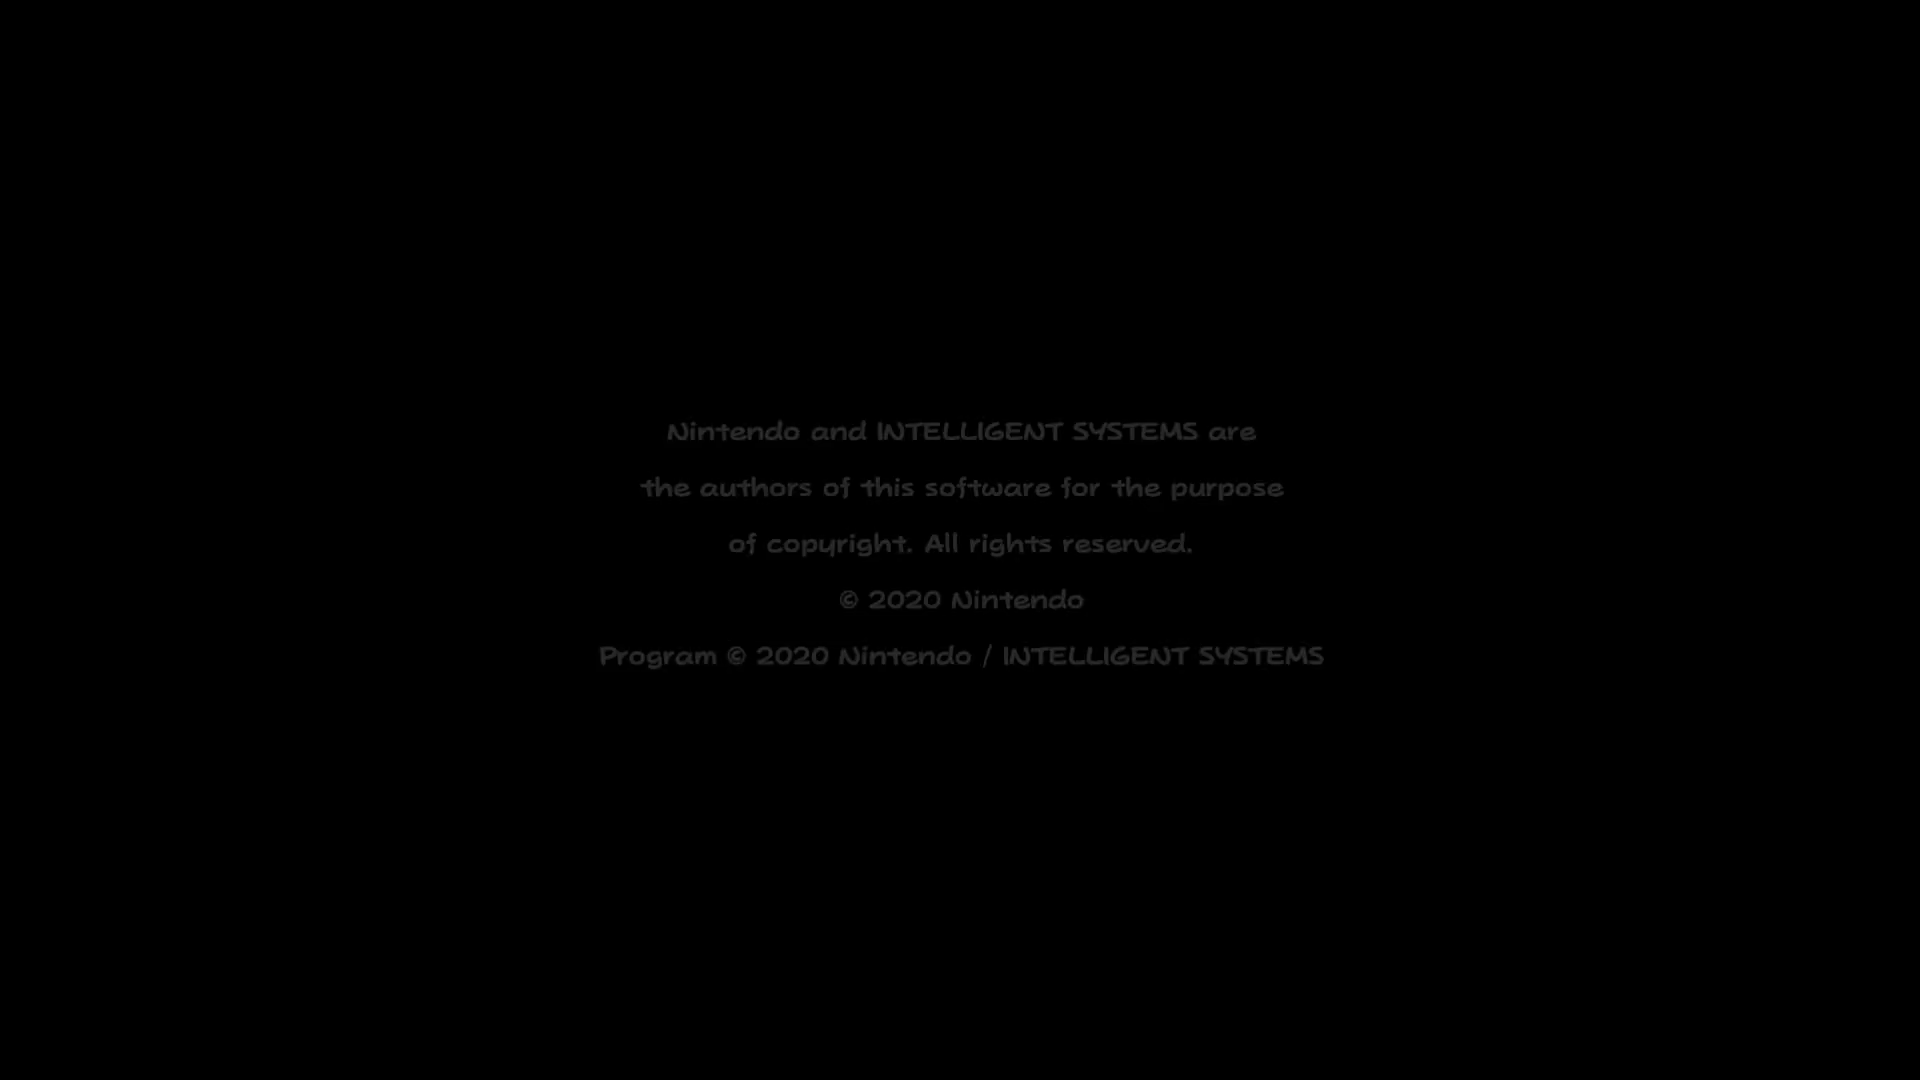 Nintendo and INTELLIGENT SYSTEMS are
the authors of this software for the purpose
of copyright. All rights reserved.
© 2020 Nintendo
Program © 2020 Nintendo / INTELLIGENT SYSTEMS